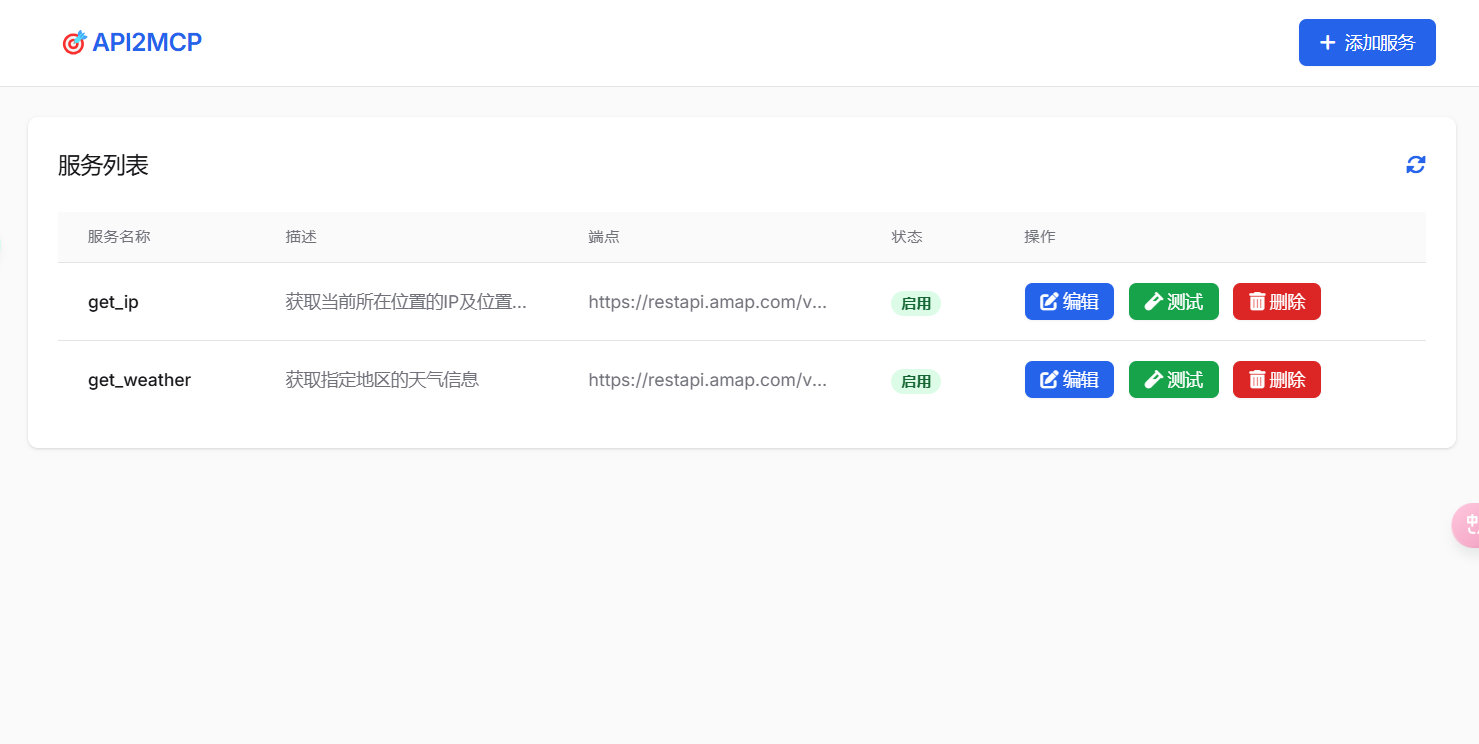 API2MCP
添加服务
服务列表
服务名称 描述 端点 状态 操作
get_ip 获取当前所在位置的IP及位置... https://restapi.amap.com/v... 启用 编辑 测试 删除
get_weather 获取指定地区的天气信息 https://restapi.amap.com/v... 启用 编辑 测试 删除